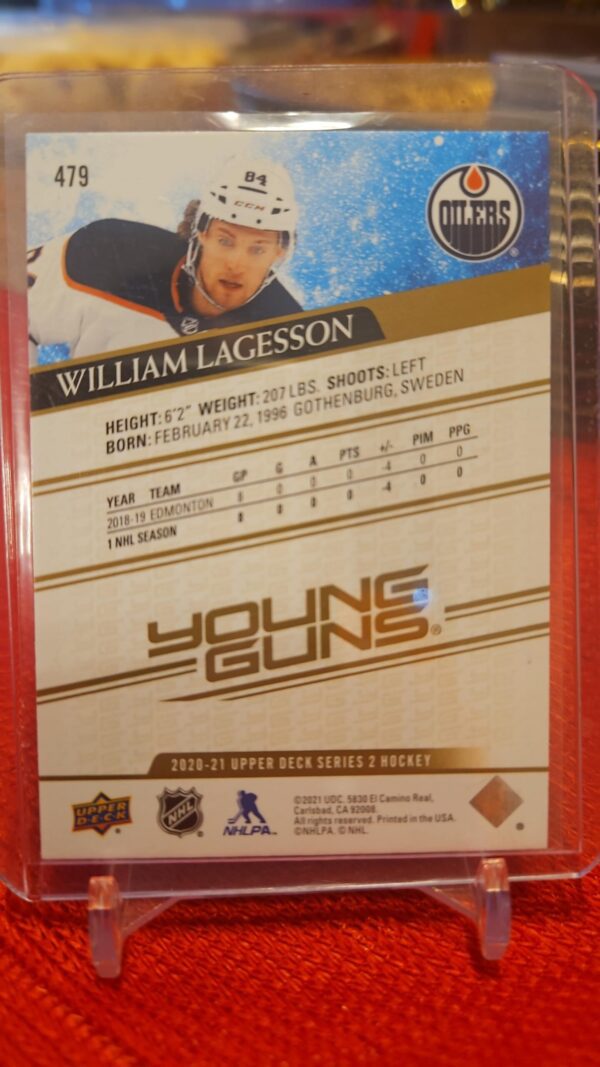 479
84
CCM
OILERS
WILLIAM LAGESSON
HEIGHT: 6'2" WEIGHT: 207 LBS. SHOOTS: LEFT
BORN: FEBRUARY 22, 1996 GOTHENBURG, SWEDEN
YEAR TEAM GP G A PTS +/- PIM PPG
2018-19 EDMONTON 8 0 0 0 -4 0 0
1 NHL SEASON 8 0 0 0 -4 0 0
YOUNG
GUNS®
2020-21 UPPER DECK SERIES 2 HOCKEY
UPPER
D·E·C·K
NHL
NHLPA™
©2021 UDC. 5830 El Camino Real,
Carlsbad, CA 92008.
All rights reserved. Printed in the USA.
©NHLPA. © NHL.